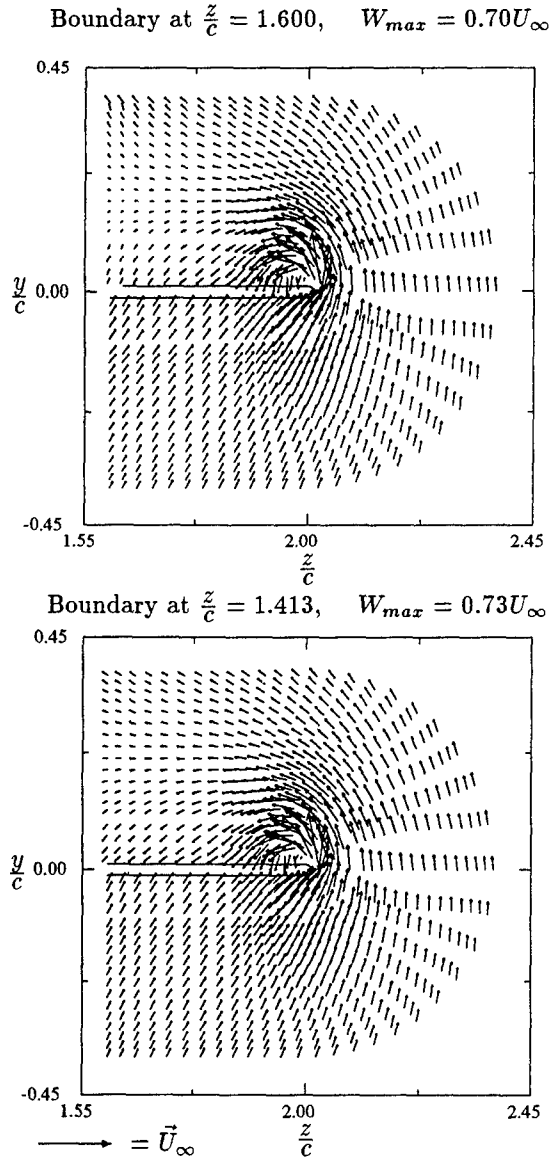 Boundary at z/c = 1.600, W_max = 0.70U_∞
0.45
y/c
0.00
-0.45
1.55 2.00 2.45
z/c
Boundary at z/c = 1.413, W_max = 0.73U_∞
0.45
y/c
0.00
-0.45
1.55 2.00 2.45
z/c
= U⃗_∞